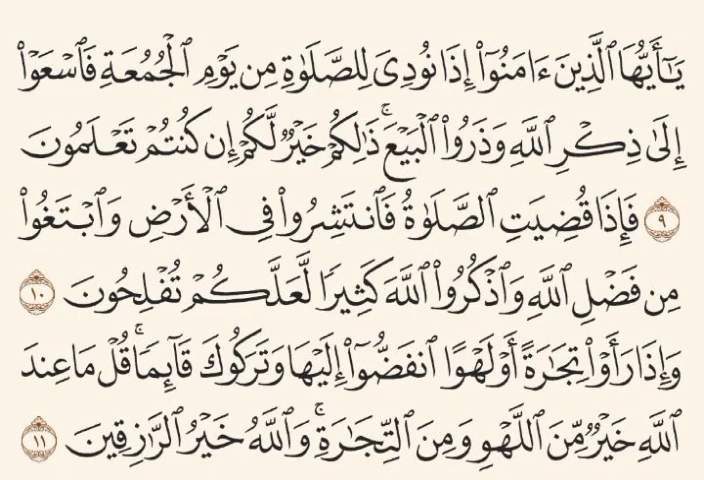 يَـٰٓأَيُّهَا ٱلَّذِينَ ءَامَنُوٓا۟ إِذَا نُودِىَ لِلصَّلَوٰةِ مِن يَوْمِ ٱلْجُمُعَةِ فَٱسْعَوْا۟
إِلَىٰ ذِكْرِ ٱللَّهِ وَذَرُوا۟ ٱلْبَيْعَ ۚ ذَٰلِكُمْ خَيْرٌ لَّكُمْ إِن كُنتُمْ تَعْلَمُونَ
٩ فَإِذَا قُضِيَتِ ٱلصَّلَوٰةُ فَٱنتَشِرُوا۟ فِى ٱلْأَرْضِ وَٱبْتَغُوا۟
مِن فَضْلِ ٱللَّهِ وَٱذْكُرُوا۟ ٱللَّهَ كَثِيرًا لَّعَلَّكُمْ تُفْلِحُونَ ١٠
وَإِذَا رَأَوْا۟ تِجَـٰرَةً أَوْ لَهْوًا ٱنفَضُّوٓا۟ إِلَيْهَا وَتَرَكُوكَ قَآئِمًا ۚ قُلْ مَا عِندَ
ٱللَّهِ خَيْرٌ مِّنَ ٱللَّهْوِ وَمِنَ ٱلتِّجَـٰرَةِ ۚ وَٱللَّهُ خَيْرُ ٱلرَّٰزِقِينَ ١١